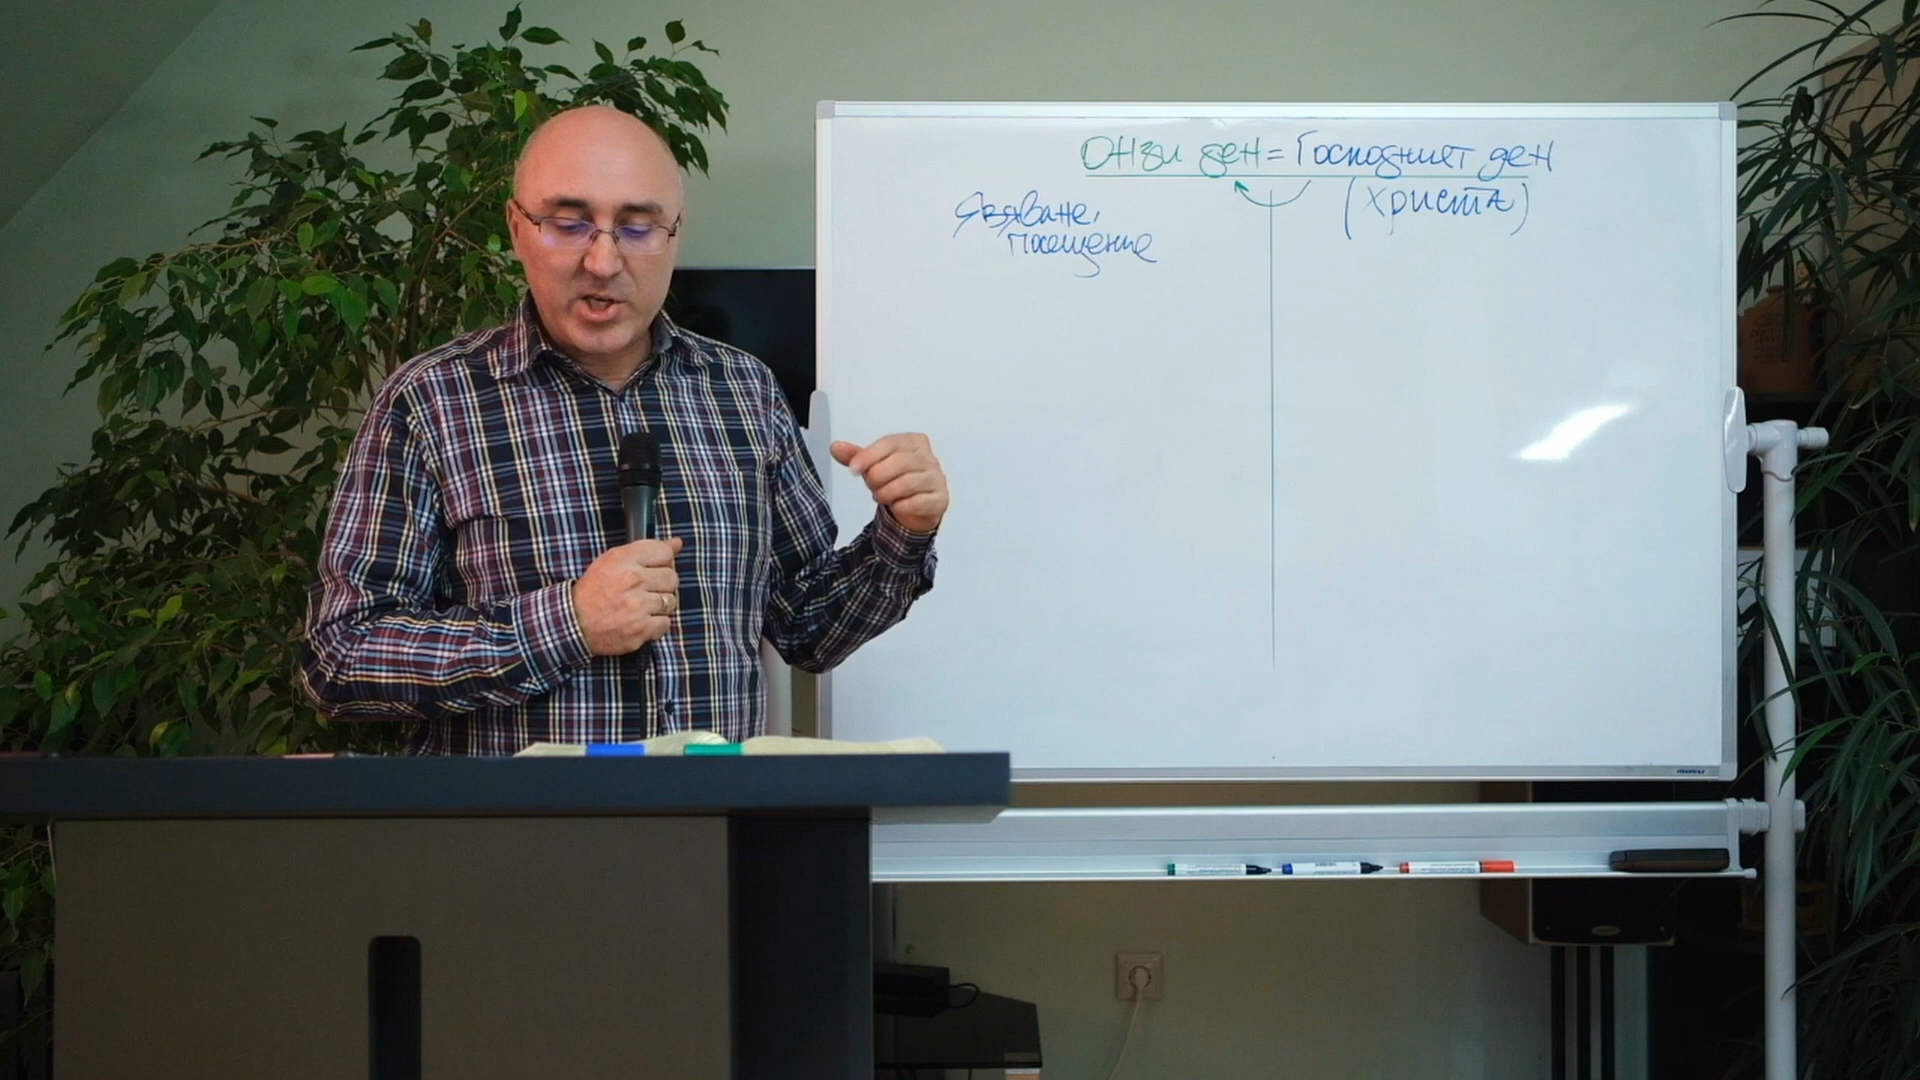 Онзи ден = Господният ден
(Христа)
Явяване,
посещение